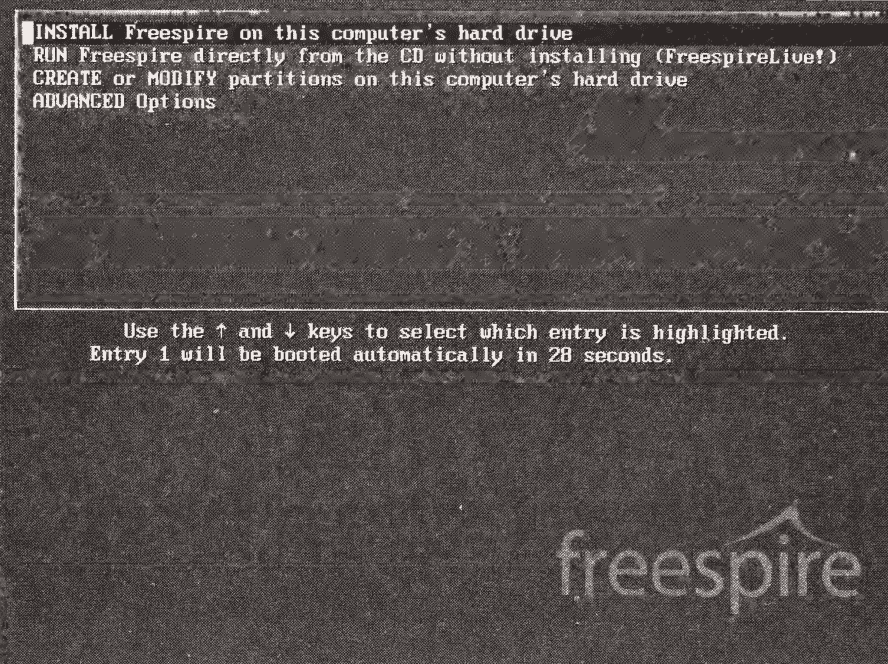 INSTALL Freespire on this computer's hard drive
RUN Freespire directly from the CD without installing (FreespireLive!)
CREATE or MODIFY partitions on this computer's hard drive
ADVANCED Options
Use the ↑ and ↓ keys to select which entry is highlighted.
Entry 1 will be booted automatically in 28 seconds.
freespire